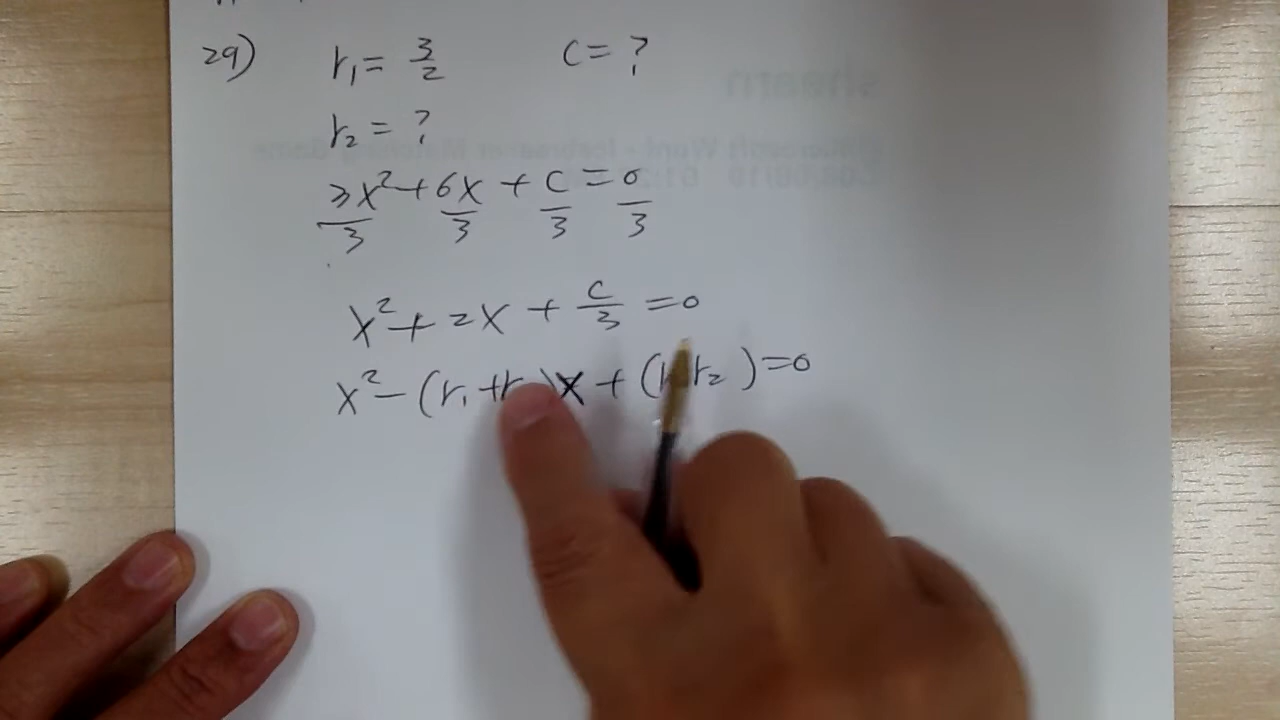 29) r₁ = 3/2 c = ?
r₂ = ?
3x²/3 + 6x/3 + c/3 = 0/3
x² + 2x + c/3 = 0
x² - (r₁ + r )x + (r r₂ ) = 0